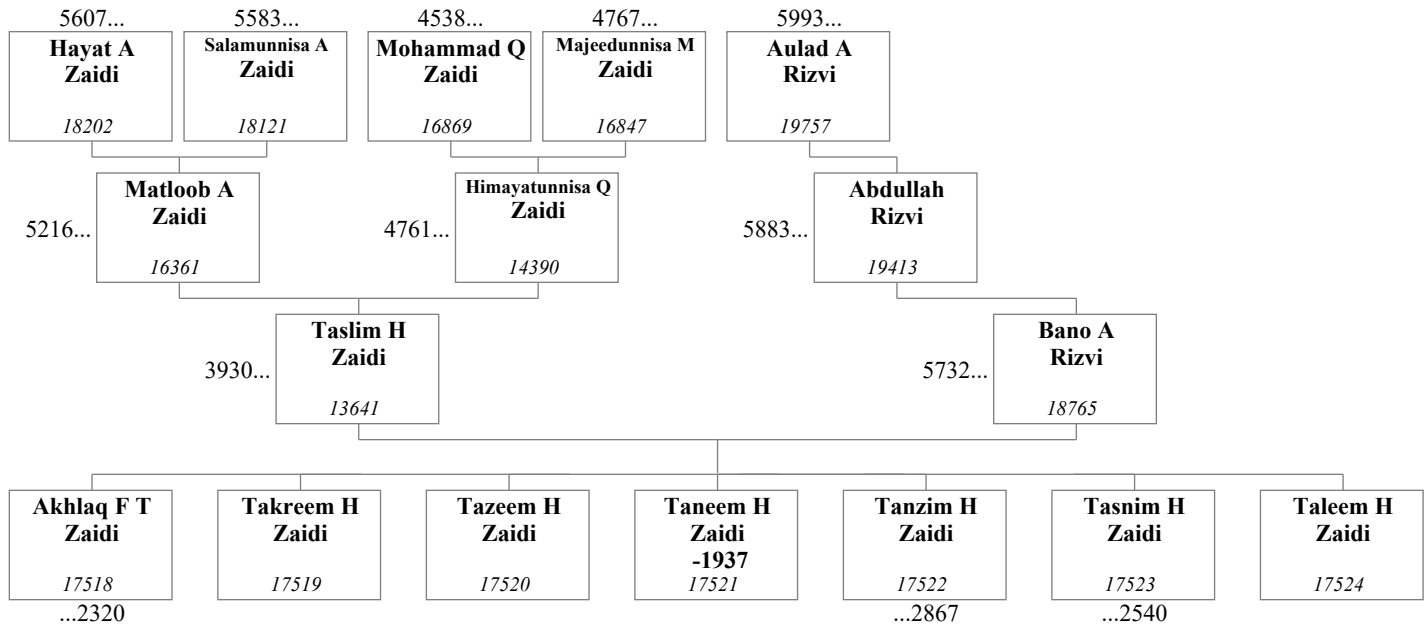 5607... 5583... 4538... 4767... 5993...
Hayat A
Zaidi
18202
Salamunnisa A
Zaidi
18121
Mohammad Q
Zaidi
16869
Majeedunnisa M
Zaidi
16847
Aulad A
Rizvi
19757
5216...
Matloob A
Zaidi
16361
4761...
Himayatunnisa Q
Zaidi
14390
5883...
Abdullah
Rizvi
19413
3930...
Taslim H
Zaidi
13641
5732...
Bano A
Rizvi
18765
Akhlaq F T
Zaidi
17518
...2320
Takreem H
Zaidi
17519
Tazeem H
Zaidi
17520
Taneem H
Zaidi
-1937
17521
Tanzim H
Zaidi
17522
...2867
Tasnim H
Zaidi
17523
...2540
Taleem H
Zaidi
17524